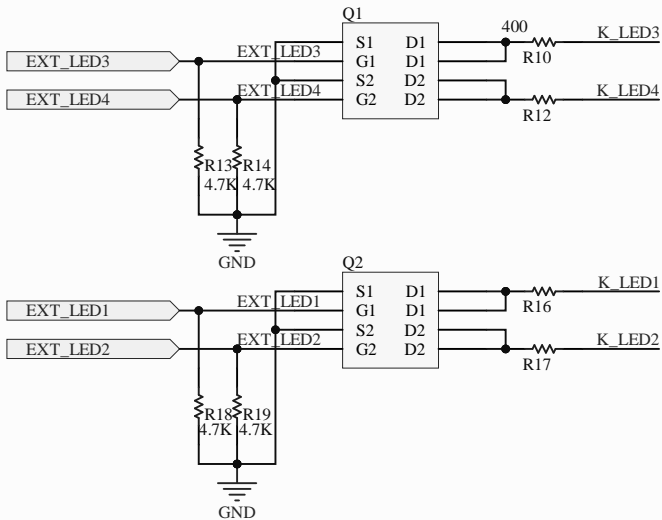 Q1
400
K_LED3
EXT_LED3
S1
D1
EXT_LED3
G1
D1
R10
EXT_LED4
EXT_LED4
S2
D2
K_LED4
G2
D2
R12
R13
4.7K
R14
4.7K
GND
Q2
K_LED1
EXT_LED1
S1
D1
EXT_LED1
G1
D1
R16
EXT_LED2
EXT_LED2
S2
D2
K_LED2
G2
D2
R17
R18
4.7K
R19
4.7K
GND